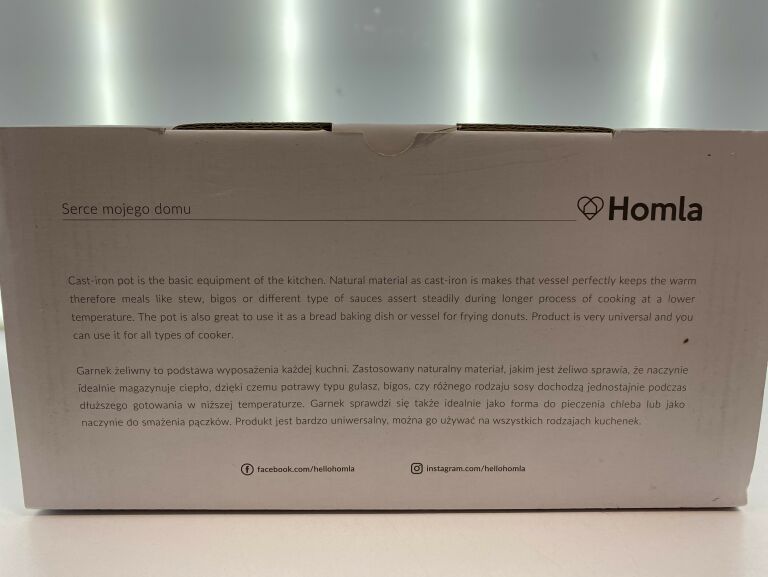 Serce mojego domu
Homla
Cast-iron pot is the basic equipment of the kitchen. Natural material as cast-iron is makes that vessel perfectly keeps the warm
therefore meals like stew, bigos or different type of sauces assert steadily during longer process of cooking at a lower
temperature. The pot is also great to use it as a bread baking dish or vessel for frying donuts. Product is very universal and you
can use it for all types of cooker.
Garnek żeliwny to podstawa wyposażenia każdej kuchni. Zastosowany naturalny materiał, jakim jest żeliwo sprawia, że naczynie
idealnie magazynuje ciepło, dzięki czemu potrawy typu gulasz, bigos, czy różnego rodzaju sosy dochodzą jednostajnie podczas
dłuższego gotowania w niższej temperaturze. Garnek sprawdzi się także idealnie jako forma do pieczenia chleba lub jako
naczynie do smażenia pączków. Produkt jest bardzo uniwersalny, można go używać na wszystkich rodzajach kuchenek.
facebook.com/hellohomla
instagram.com/hellohomla